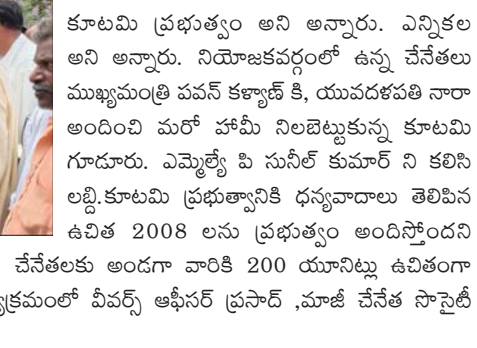 కూటమి ప్రభుత్వం అని అన్నారు. ఎన్నికల
అని అన్నారు. నియోజకవర్గంలో ఉన్న చేనేతలు
ముఖ్యమంత్రి పవన్ కళ్యాణ్ కి, యువదళపతి నారా
అందించి మరో హామీ నిలబెట్టుకున్న కూటమి
గూడూరు. ఎమ్మెల్యే పి సునీల్ కుమార్ ని కలిసి
లబ్ది.కూటమి ప్రభుత్వానికి ధన్యవాదాలు తెలిపిన
ఉచిత 2008 లను ప్రభుత్వం అందిస్తోందని
చేనేతలకు అండగా వారికి 200 యూనిట్లు ఉచితంగా
వీవర్స్ ఆఫీసర్ ప్రసాద్ ,మాజీ చేనేత సొసైటీ